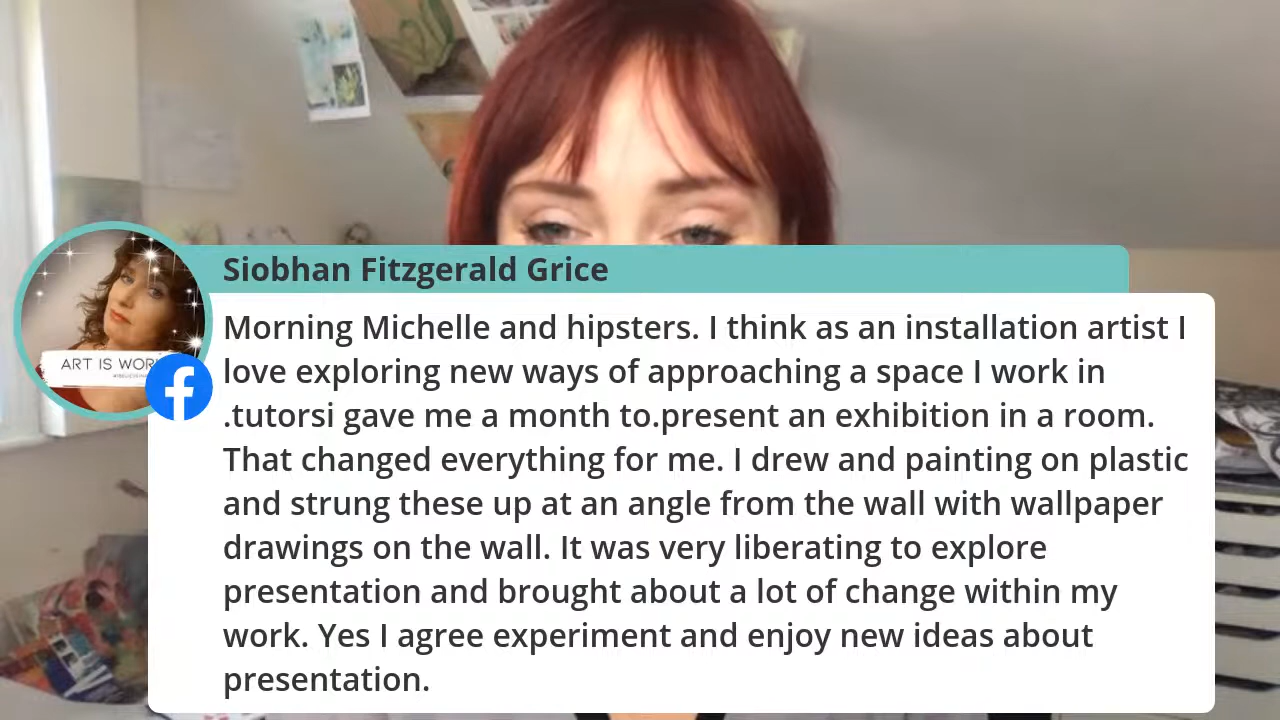 Siobhan Fitzgerald Grice
Morning Michelle and hipsters. I think as an installation artist I
love exploring new ways of approaching a space I work in
.tutorsi gave me a month to.present an exhibition in a room.
That changed everything for me. I drew and painting on plastic
and strung these up at an angle from the wall with wallpaper
drawings on the wall. It was very liberating to explore
presentation and brought about a lot of change within my
work. Yes I agree experiment and enjoy new ideas about
presentation.
ART IS WOR